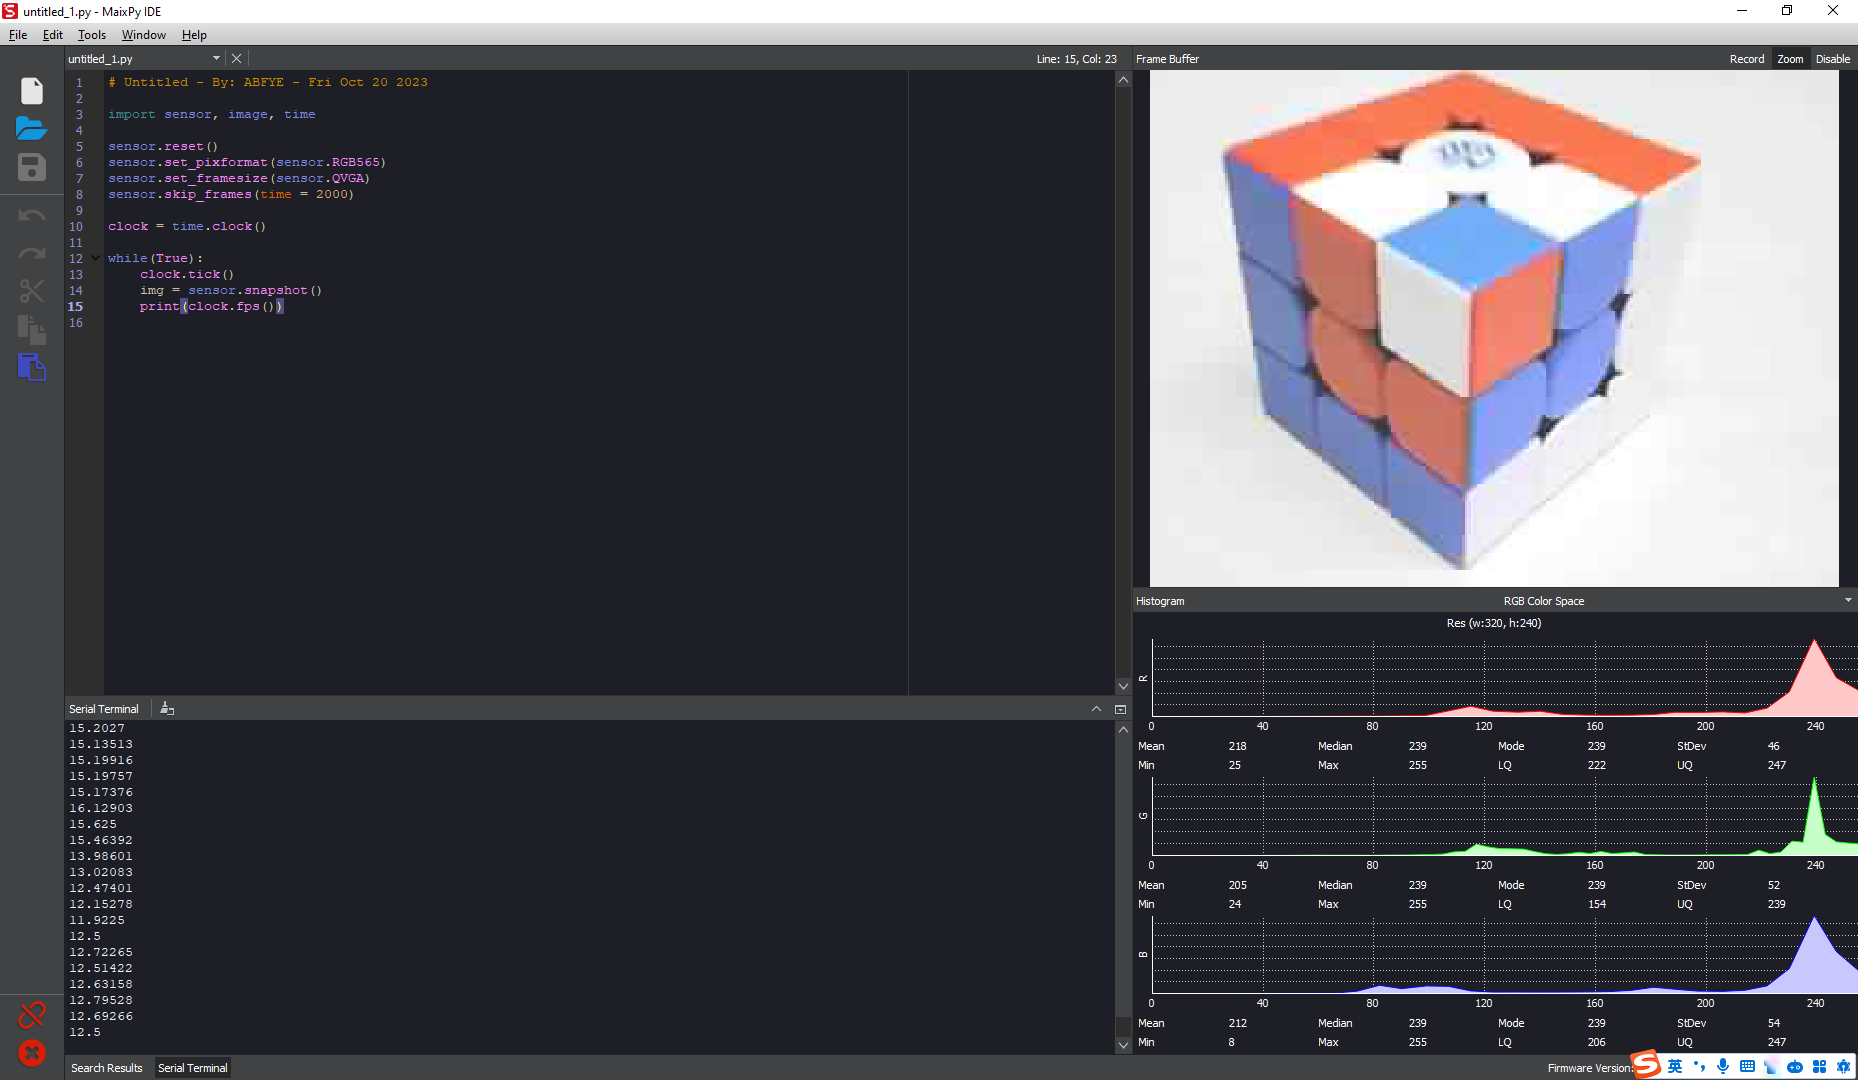 untitled_1.py - MaixPy IDE
File Edit Tools Window Help
untitled_1.py
Line: 15, Col: 23
1 # Untitled - By: ABFYE - Fri Oct 20 2023
2
3 import sensor, image, time
4
5 sensor.reset()
6 sensor.set_pixformat(sensor.RGB565)
7 sensor.set_framesize(sensor.QVGA)
8 sensor.skip_frames(time = 2000)
9
10 clock = time.clock()
11
12 while(True):
13 clock.tick()
14 img = sensor.snapshot()
15 print(clock.fps())
16
Serial Terminal
15.2027
15.13513
15.19916
15.19757
15.17376
16.12903
15.625
15.46392
13.98601
13.02083
12.47401
12.15278
11.9225
12.5
12.72265
12.51422
12.63158
12.79528
12.69266
12.5
Search Results Serial Terminal
Frame Buffer Record Zoom Disable
Histogram RGB Color Space
Res (w:320, h:240)
R
0 40 80 120 160 200 240
Mean 218 Median 239 Mode 239 StDev 46
Min 25 Max 255 LQ 222 UQ 247
G
0 40 80 120 160 200 240
Mean 205 Median 239 Mode 239 StDev 52
Min 24 Max 255 LQ 154 UQ 239
B
0 40 80 120 160 200 240
Mean 212 Median 239 Mode 239 StDev 54
Min 8 Max 255 LQ 206 UQ 247
Firmware Version:
S 英